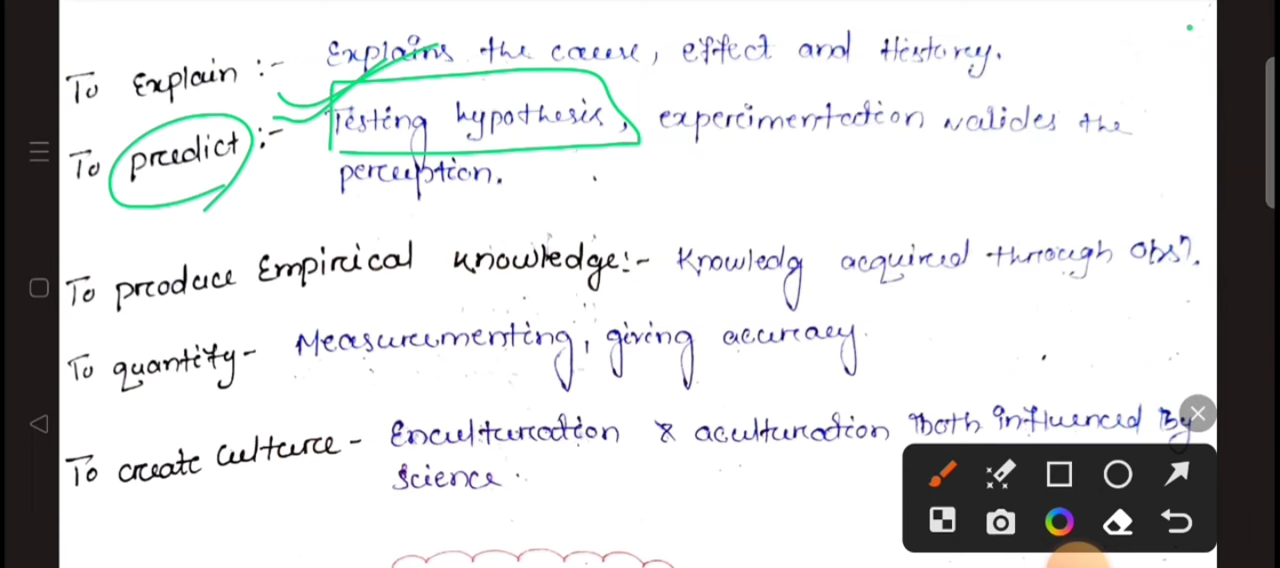 To Explain :- Explains the cause, effect and History.
To predict :- Testing hypothesis, experimentation valides the
perception.
To produce Empirical knowledge:- Knowledg acquired through obsn.
To quantity - Measurementing, giving accuracy.
To create culture - Enculturation & aculturation both influenced By
science.